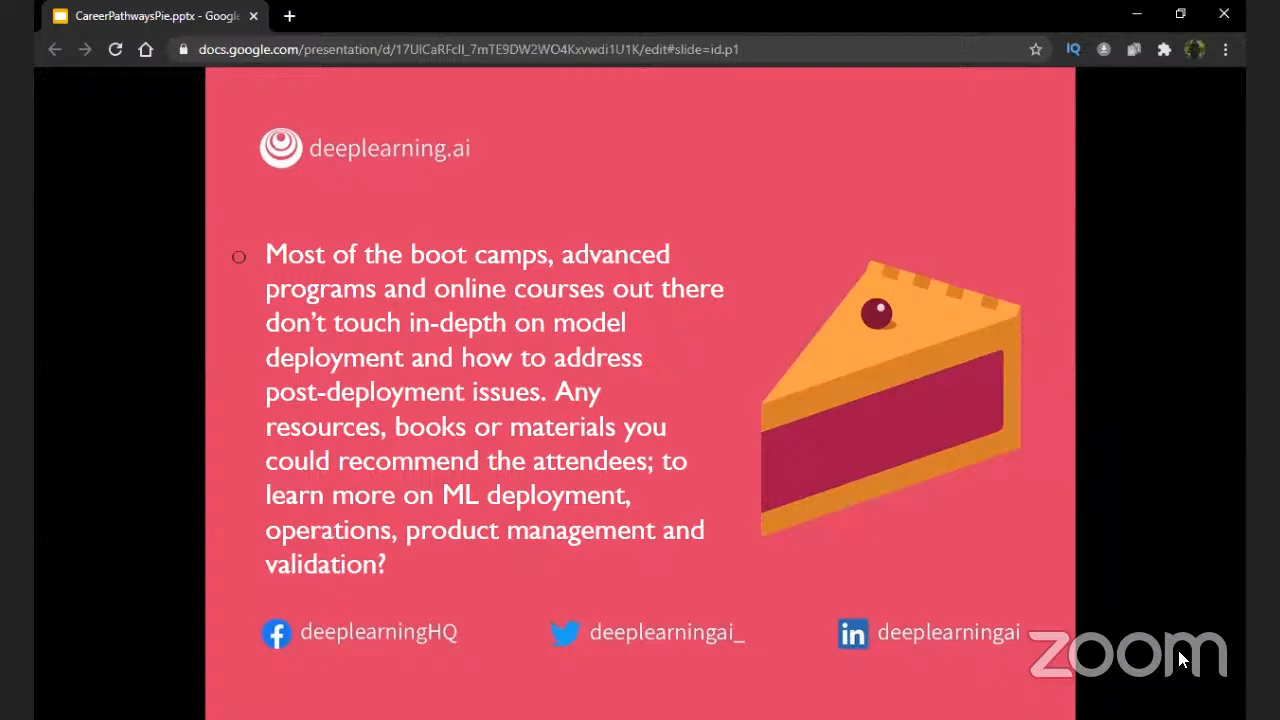 CareerPathwaysPie.pptx - Google
docs.google.com/presentation/d/17UlCaRFcll_7mTE9DW2WO4Kxvwdi1U1K/edit#slide=id.p1
IQ
deeplearning.ai
Most of the boot camps, advanced
programs and online courses out there
don't touch in-depth on model
deployment and how to address
post-deployment issues. Any
resources, books or materials you
could recommend the attendees; to
learn more on ML deployment,
operations, product management and
validation?
deeplearningHQ
deeplearningai_
in deeplearningai
zoom